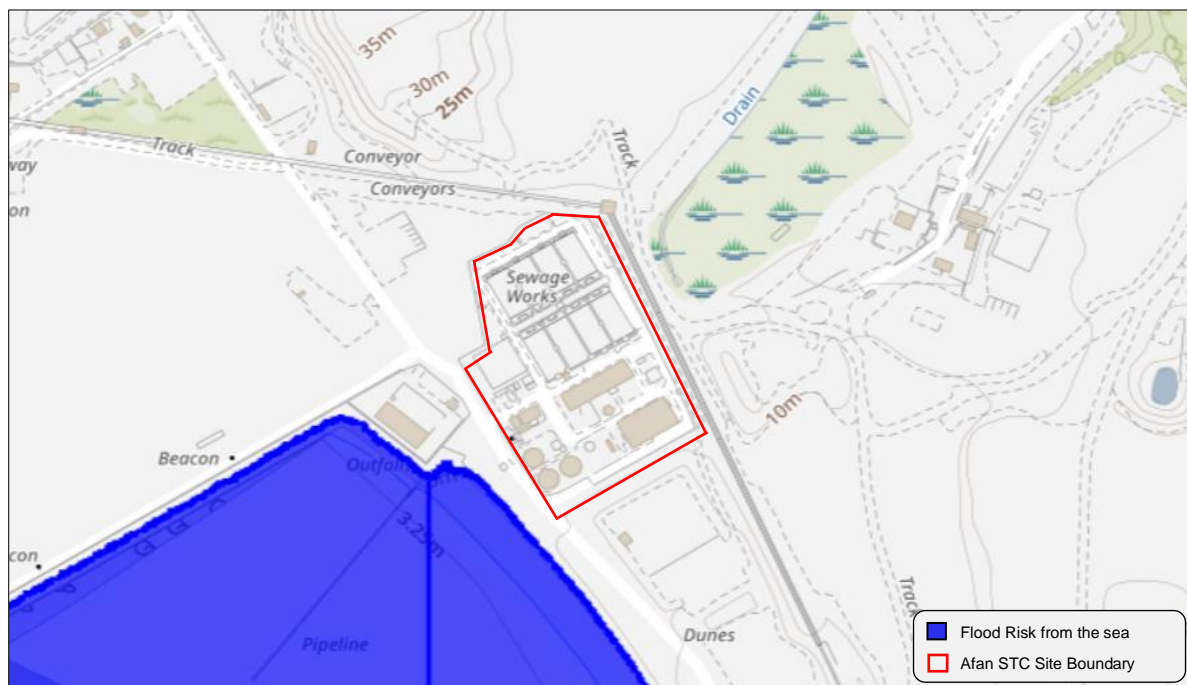 35m
30m
25m
Drain
Track
Track
Conveyor
Conveyors
way
on
Sewage
Works
10m
Beacon
Outfalls
3.25m
con
Track
Pipeline
Dunes
Flood Risk from the sea
Afan STC Site Boundary